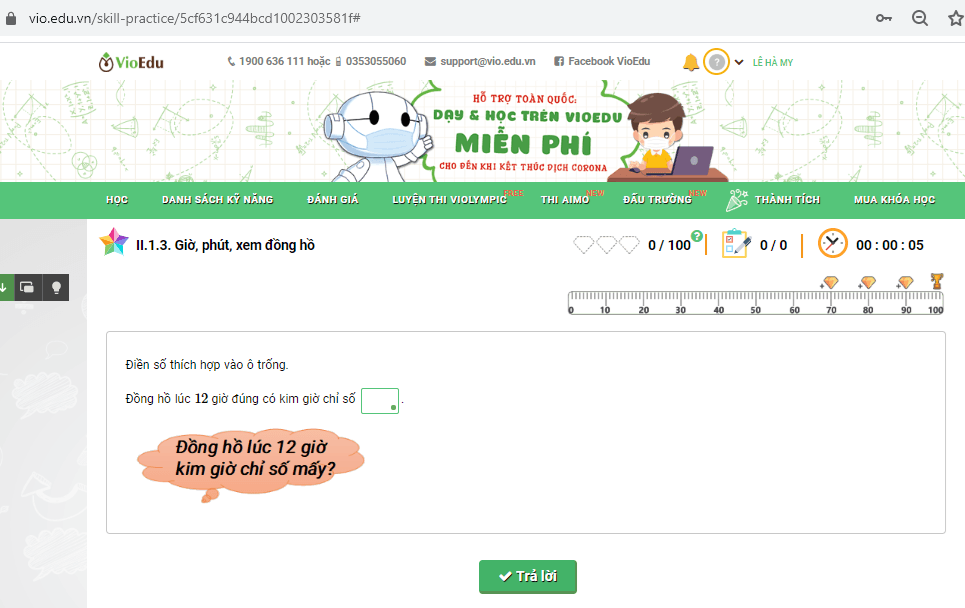 vio.edu.vn/skill-practice/5cf631c944bcd1002303581f#
VioEdu
1900 636 111 hoặc 0353055060
support@vio.edu.vn
Facebook VioEdu
LÊ HÀ MY
HỖ TRỢ TOÀN QUỐC:
DẠY & HỌC TRÊN VIOEDU
MIỄN PHÍ
CHO ĐẾN KHI KẾT THÚC DỊCH CORONA
HỌC
DANH SÁCH KỸ NĂNG
ĐÁNH GIÁ
LUYỆN THI VIOLYMPIC FREE
THI AIMO NEW
ĐẤU TRƯỜNG NEW
THÀNH TÍCH
MUA KHÓA HỌC
II.1.3. Giờ, phút, xem đồng hồ
0 / 100 ?
0 / 0
00 : 00 : 05
0 10 20 30 40 50 60 70 80 90 100
Điền số thích hợp vào ô trống.
Đồng hồ lúc 12 giờ đúng có kim giờ chỉ số .
Đồng hồ lúc 12 giờ
kim giờ chỉ số mấy?
Trả lời